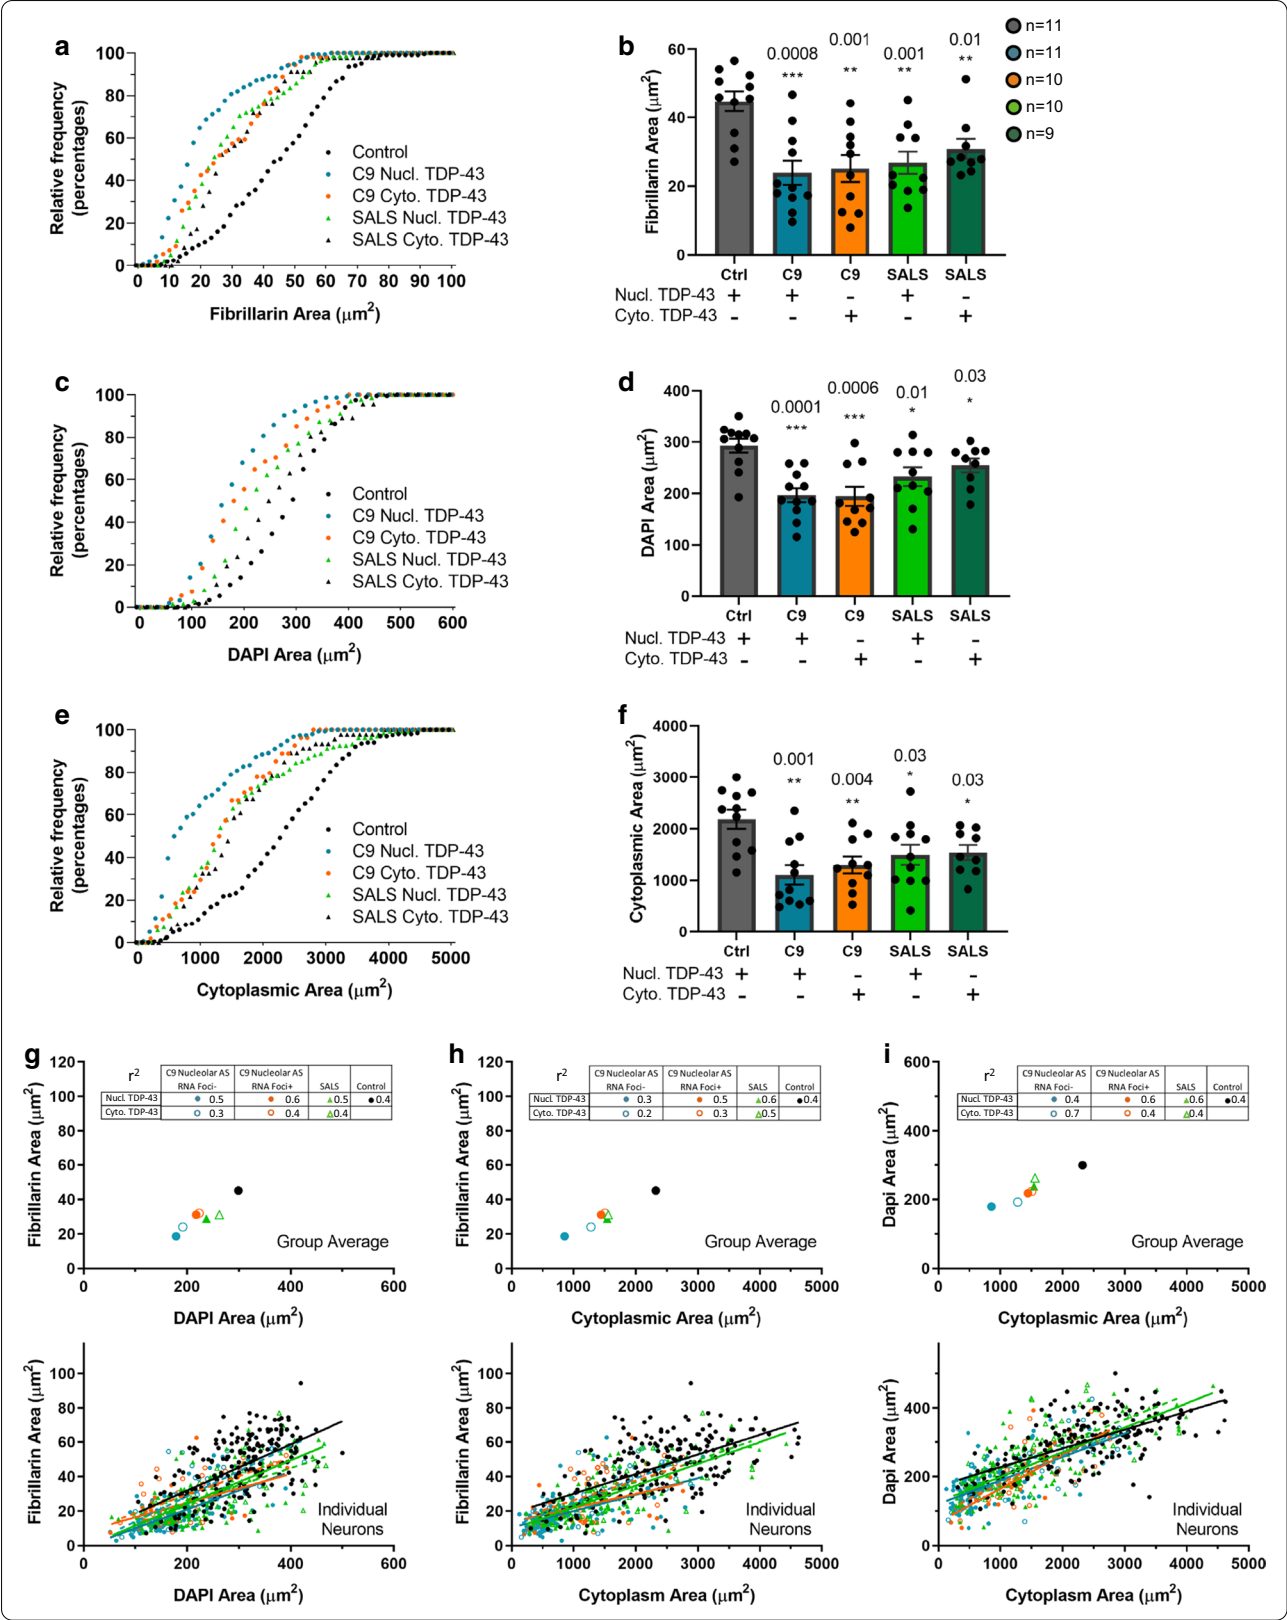 a
100
80
60
40
20
0
Relative frequency
(percentages)
Control
C9 Nucl. TDP-43
C9 Cyto. TDP-43
SALS Nucl. TDP-43
SALS Cyto. TDP-43
0 10 20 30 40 50 60 70 80 90 100
Fibrillarin Area (μm²)
b
60
40
20
0
Fibrillarin Area (μm²)
0.0008 0.001 0.001 0.01
*** ** ** **
Ctrl C9 C9 SALS SALS
Nucl. TDP-43 + + - + -
Cyto. TDP-43 - - + - +
n=11
n=11
n=10
n=10
n=9
c
100
80
60
40
20
0
Relative frequency
(percentages)
Control
C9 Nucl. TDP-43
C9 Cyto. TDP-43
SALS Nucl. TDP-43
SALS Cyto. TDP-43
0 100 200 300 400 500 600
DAPI Area (μm²)
d
400
300
200
100
0
DAPI Area (μm²)
0.0001 0.0006 0.01 0.03
*** *** * *
Ctrl C9 C9 SALS SALS
Nucl. TDP-43 + + - + -
Cyto. TDP-43 - - + - +
e
100
80
60
40
20
0
Relative frequency
(percentages)
Control
C9 Nucl. TDP-43
C9 Cyto. TDP-43
SALS Nucl. TDP-43
SALS Cyto. TDP-43
0 1000 2000 3000 4000 5000
Cytoplasmic Area (μm²)
f
4000
3000
2000
1000
0
Cytoplasmic Area (μm²)
0.001 0.004 0.03 0.03
** ** * *
Ctrl C9 C9 SALS SALS
Nucl. TDP-43 + + - + -
Cyto. TDP-43 - - + - +
g
120
100
80
60
40
20
0
Fibrillarin Area (μm²)
r² C9 Nucleolar AS C9 Nucleolar AS
RNA Foci- RNA Foci+ SALS Control
Nucl. TDP-43 0.5 0.6 0.5 0.4
Cyto. TDP-43 0.3 0.4 0.4
Group Average
0 200 400 600
DAPI Area (μm²)
100
80
60
40
20
0
Fibrillarin Area (μm²)
Individual
Neurons
0 200 400 600
DAPI Area (μm²)
h
120
100
80
60
40
20
0
Fibrillarin Area (μm²)
r² C9 Nucleolar AS C9 Nucleolar AS
RNA Foci- RNA Foci+ SALS Control
Nucl. TDP-43 0.3 0.5 0.6 0.4
Cyto. TDP-43 0.2 0.3 0.5
Group Average
0 1000 2000 3000 4000 5000
Cytoplasmic Area (μm²)
100
80
60
40
20
0
Fibrillarin Area (μm²)
Individual
Neurons
0 1000 2000 3000 4000 5000
Cytoplasm Area (μm²)
i
600
400
200
0
Dapi Area (μm²)
r² C9 Nucleolar AS C9 Nucleolar AS
RNA Foci- RNA Foci+ SALS Control
Nucl. TDP-43 0.4 0.6 0.6 0.4
Cyto. TDP-43 0.7 0.4 0.4
Group Average
0 1000 2000 3000 4000 5000
Cytoplasmic Area (μm²)
400
200
0
Dapi Area (μm²)
Individual
Neurons
0 1000 2000 3000 4000 5000
Cytoplasm Area (μm²)